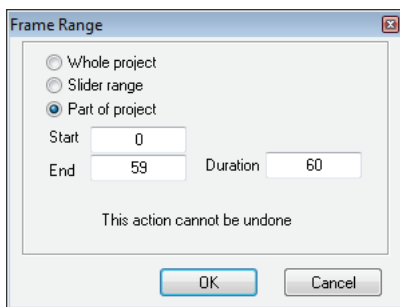 Frame Range
Whole project
Slider range
Part of project
Start 0
End 59 Duration 60
This action cannot be undone
OK Cancel